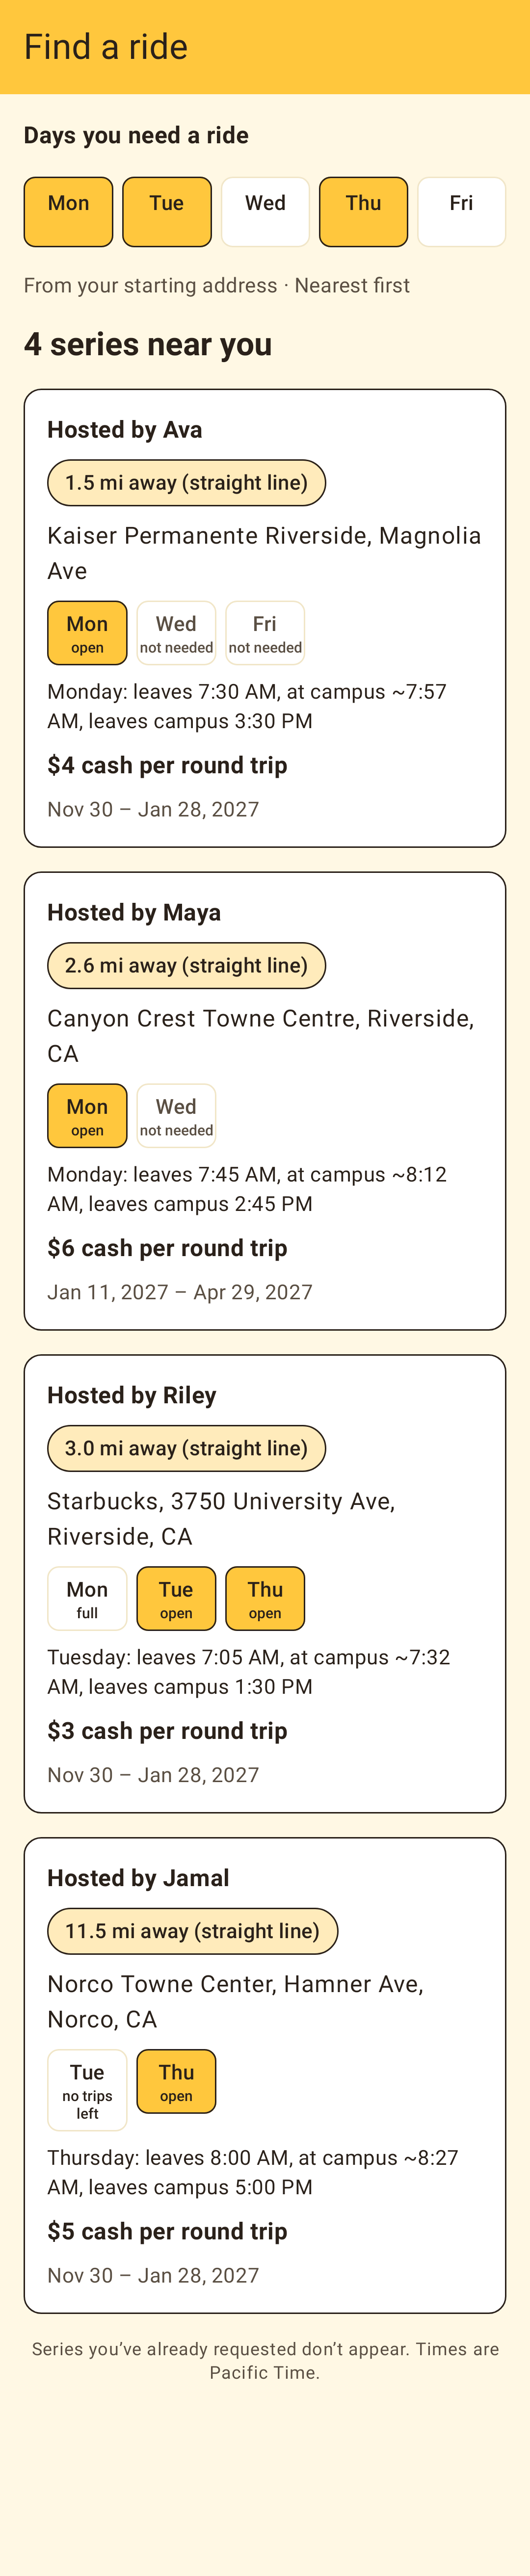 Find a ride
Days you need a ride
Mon Tue Wed Thu Fri
From your starting address · Nearest first
4 series near you
Hosted by Ava
1.5 mi away (straight line)
Kaiser Permanente Riverside, Magnolia
Ave
Mon Wed Fri
open not needed not needed
Monday: leaves 7:30 AM, at campus ~7:57
AM, leaves campus 3:30 PM
$4 cash per round trip
Nov 30 – Jan 28, 2027
Hosted by Maya
2.6 mi away (straight line)
Canyon Crest Towne Centre, Riverside,
CA
Mon Wed
open not needed
Monday: leaves 7:45 AM, at campus ~8:12
AM, leaves campus 2:45 PM
$6 cash per round trip
Jan 11, 2027 – Apr 29, 2027
Hosted by Riley
3.0 mi away (straight line)
Starbucks, 3750 University Ave,
Riverside, CA
Mon Tue Thu
full open open
Tuesday: leaves 7:05 AM, at campus ~7:32
AM, leaves campus 1:30 PM
$3 cash per round trip
Nov 30 – Jan 28, 2027
Hosted by Jamal
11.5 mi away (straight line)
Norco Towne Center, Hamner Ave,
Norco, CA
Tue Thu
no trips open
left
Thursday: leaves 8:00 AM, at campus ~8:27
AM, leaves campus 5:00 PM
$5 cash per round trip
Nov 30 – Jan 28, 2027
Series you’ve already requested don’t appear. Times are
Pacific Time.